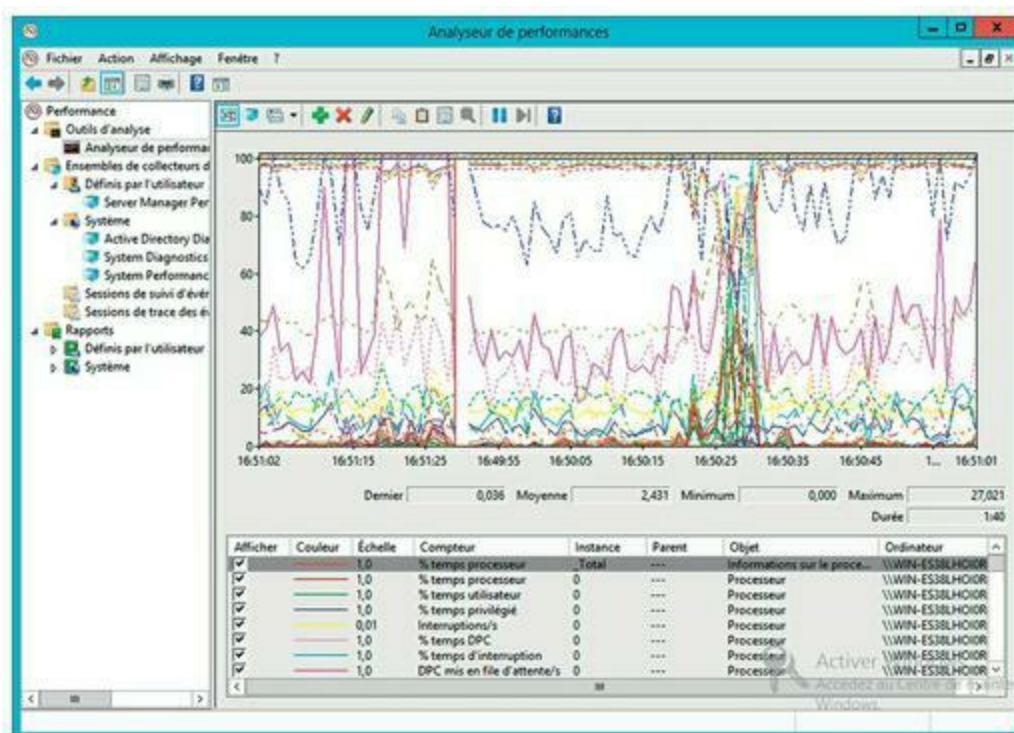 Analyseur de performances
Fichier Action Affichage Fenêtre ?
Performance
Outils d'analyse
Analyseur de performa
Ensembles de collecteurs d
Définis par l'utilisateur
Server Manager Per
Système
Active Directory Dia
System Diagnostics
System Performanc
Sessions de suivi d'évér
Sessions de trace des é
Rapports
Définis par l'utilisateur
Système
100
80
60
40
20
0
16:51:02 16:51:15 16:51:25 16:49:55 16:50:05 16:50:15 16:50:25 16:50:35 16:50:45 1... 16:51:01
Dernier 0,036 Moyenne 2,431 Minimum 0,000 Maximum 27,021
Durée 1:40
Afficher Couleur Échelle Compteur Instance Parent Objet Ordinateur
1,0 % temps processeur _Total --- Informations sur le proce... \\WIN-ES38LHOI0R
1,0 % temps processeur 0 --- Processeur \\WIN-ES38LHOI0R
1,0 % temps utilisateur 0 --- Processeur \\WIN-ES38LHOI0R
1,0 % temps privilégié 0 --- Processeur \\WIN-ES38LHOI0R
0,01 Interruptions/s 0 --- Processeur \\WIN-ES38LHOI0R
1,0 % temps DPC 0 --- Processeur \\WIN-ES38LHOI0R
1,0 % temps d'interruption 0 --- Processeur \\WIN-ES38LHOI0R
1,0 DPC mis en file d'attente/s 0 --- Processeur \\WIN-ES38LHOI0R
Activer
Accédez au Centre de
Windows.